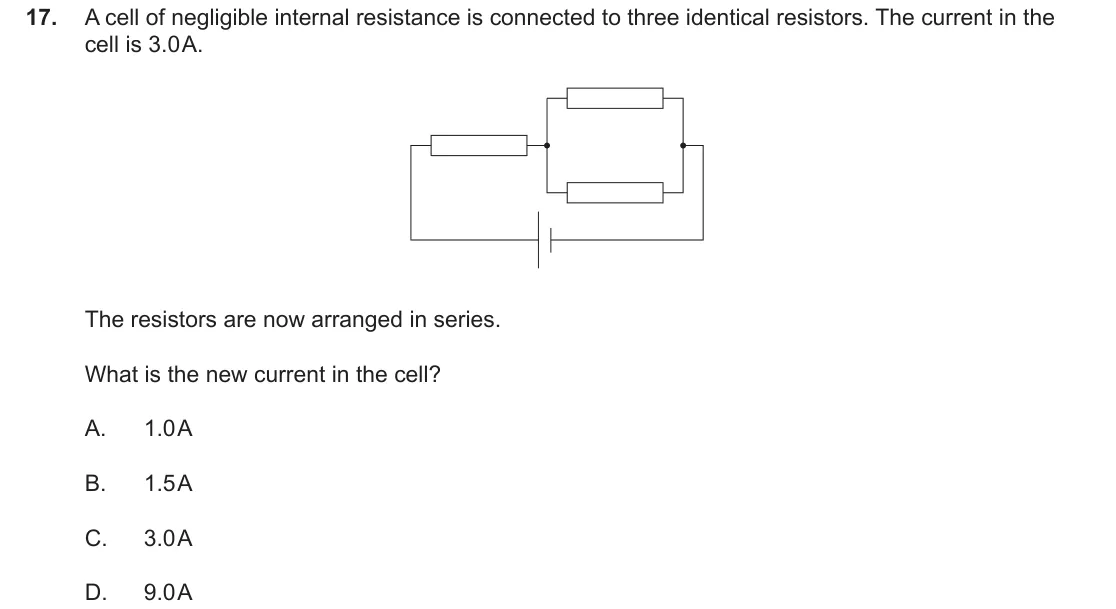 17. A cell of negligible internal resistance is connected to three identical resistors. The current in the
cell is 3.0A.
The resistors are now arranged in series.
What is the new current in the cell?
A. 1.0A
B. 1.5A
C. 3.0A
D. 9.0A